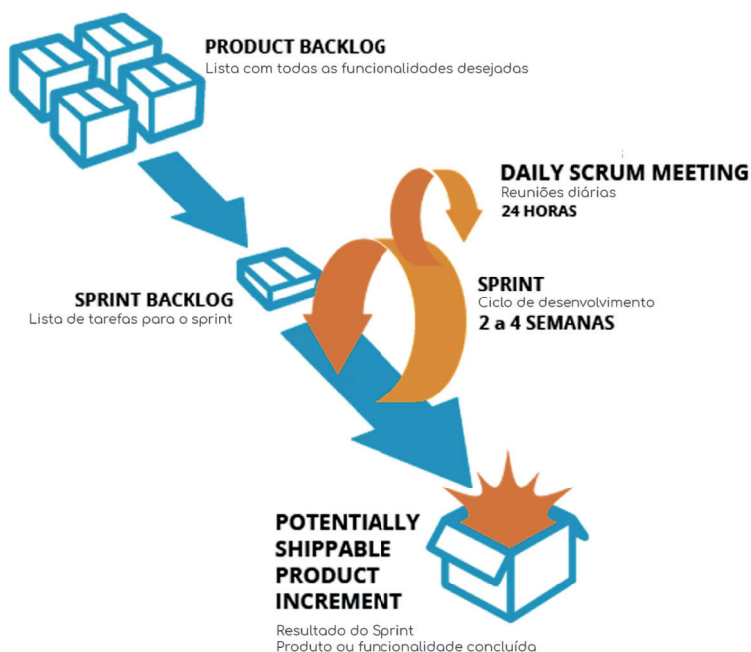 PRODUCT BACKLOG
Lista com todas as funcionalidades desejadas
DAILY SCRUM MEETING
Reuniões diárias
24 HORAS
SPRINT BACKLOG
Lista de tarefas para o sprint
SPRINT
Ciclo de desenvolvimento
2 a 4 SEMANAS
POTENTIALLY
SHIPPABLE
PRODUCT
INCREMENT
Resultado do Sprint
Produto ou funcionalidade concluída